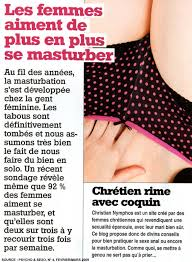 Les femmes
aiment de
plus en plus
se masturber
Au fil des années,
la masturbation
s'est développée
chez la gent
féminine. Les
tabous sont
définitivement
tombés et nous as-
sumons très bien
le fait de nous
faire du bien en
solo. Un récent
sondage révèle
même que 92 %
des femmes
aiment se
masturber, et
qu'elles sont
deux sur trois à y
recourir trois fois
par semaine.
Chrétien rime
avec coquin
Christian Nymphos est un site créé par des
femmes chrétiennes qui revendiquent une
sexualité épanouie, avec leur mari bien sûr.
Ce blog propose donc de divins conseils
pour bien pratiquer le sexe anal ou encore
la masturbation. Comme quoi, se mettre à
genou ne sert pas qu'à prier...
SOURCE : PSYCHO & SEXO, N° 4, FÉVRIER/MARS 2009